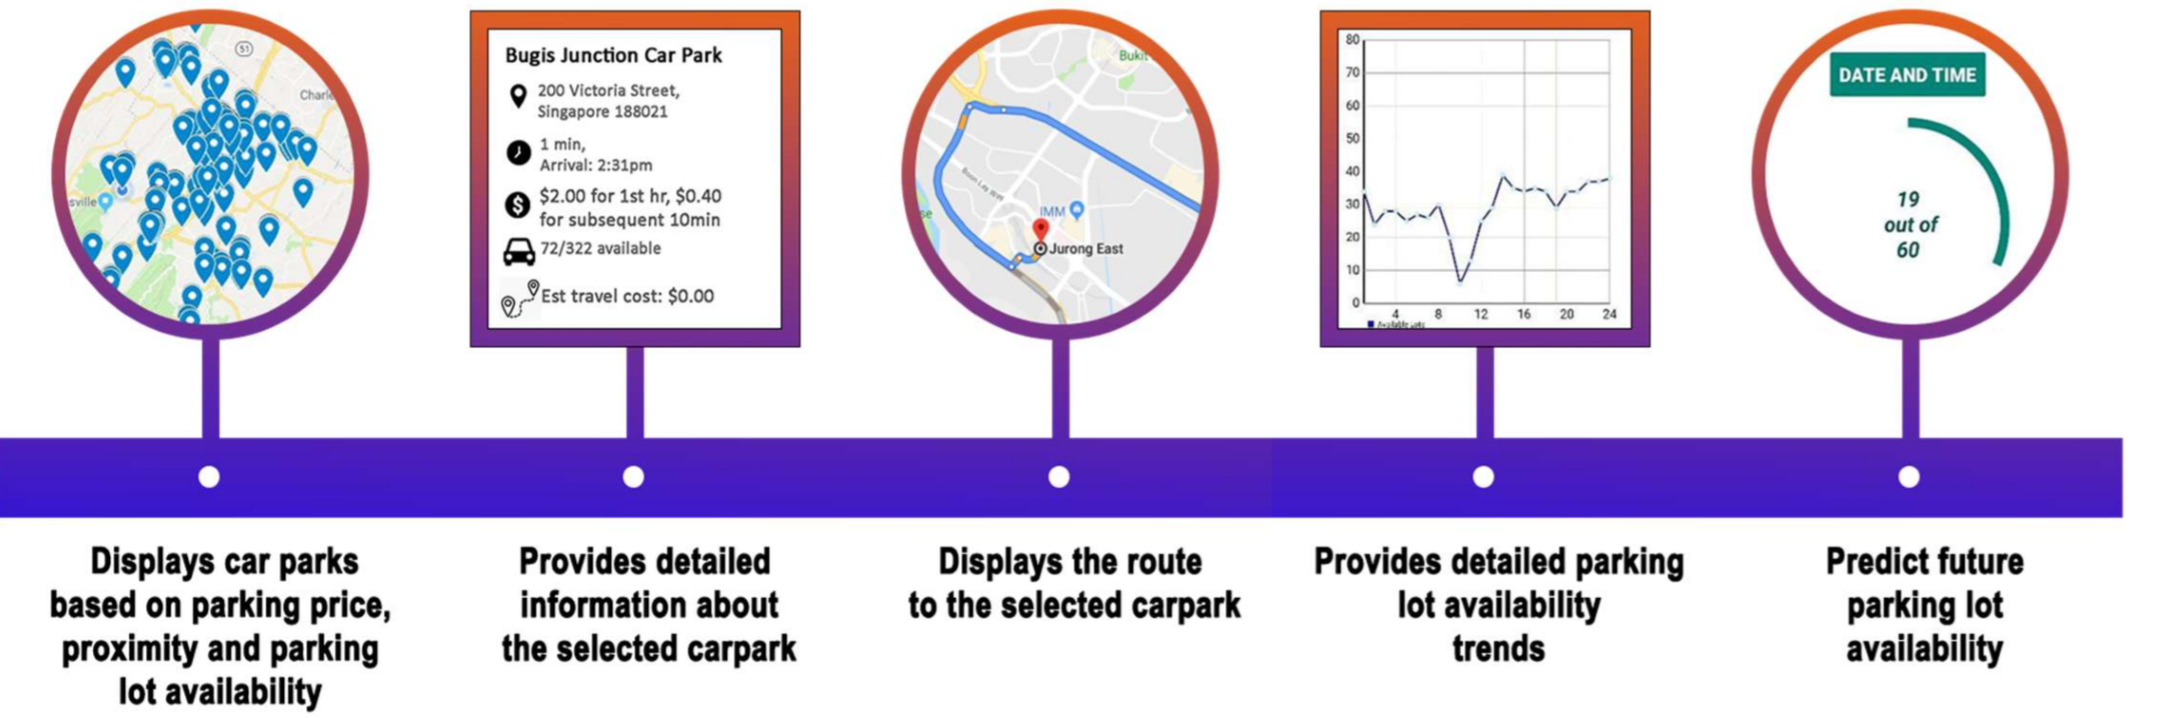 51
Charle
sville
Displays car parks
based on parking price,
proximity and parking
lot availability
Bugis Junction Car Park
200 Victoria Street,
Singapore 188021
1 min,
Arrival: 2:31pm
$2.00 for 1st hr, $0.40
for subsequent 10min
72/322 available
Est travel cost: $0.00
Provides detailed
information about
the selected carpark
Bukit
Boon Lay Way
se
IMM
Jurong East
Displays the route
to the selected carpark
80
70
60
50
40
30
20
10
0
4 8 12 16 20 24
Available Lots
Provides detailed parking
lot availability
trends
DATE AND TIME
19
out of
60
Predict future
parking lot
availability